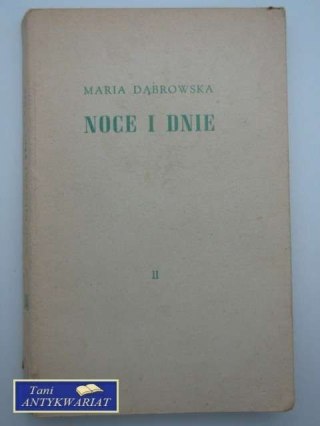 MARIA DĄBROWSKA
NOCE I DNIE
II
Tani
ANTYKWARIAT